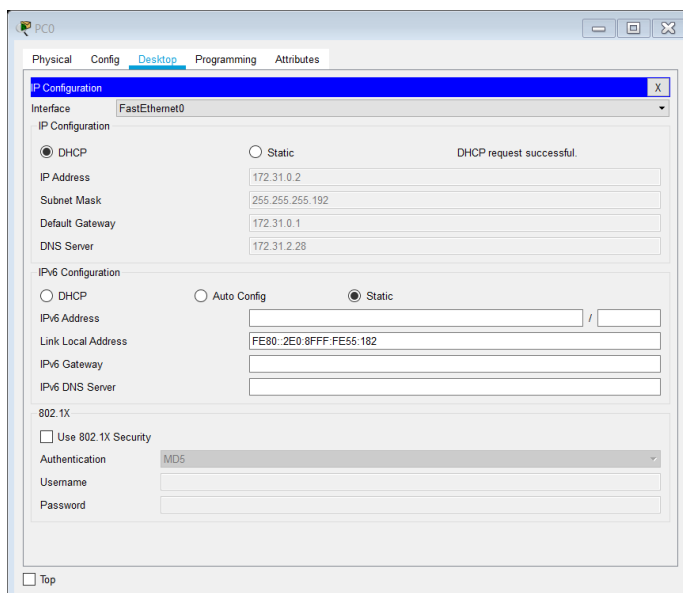 PC0
Physical Config Desktop Programming Attributes
IP Configuration X
Interface FastEthernet0
IP Configuration
DHCP Static DHCP request successful.
IP Address 172.31.0.2
Subnet Mask 255.255.255.192
Default Gateway 172.31.0.1
DNS Server 172.31.2.28
IPv6 Configuration
DHCP Auto Config Static
IPv6 Address /
Link Local Address FE80::2E0:8FFF:FE55:182
IPv6 Gateway
IPv6 DNS Server
802.1X
Use 802.1X Security
Authentication MD5
Username
Password
Top